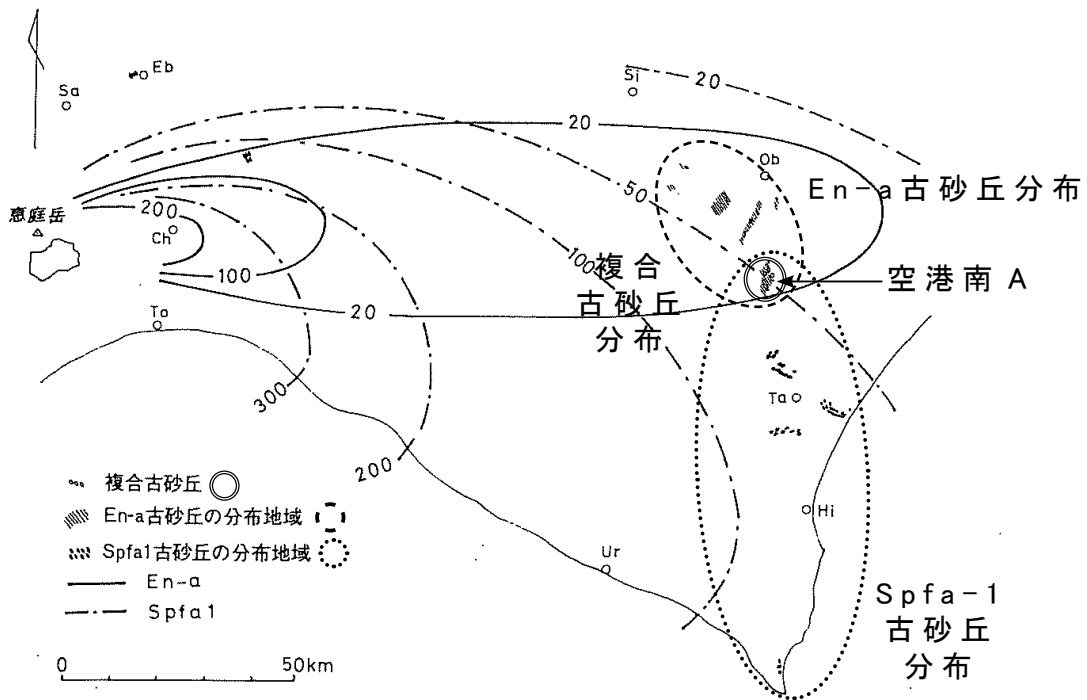 Eb
Sa
Si
20
20
Ob
En-a古砂丘分布
50
恵庭岳
200
Ch
100
100
複合
古砂丘
分布
空港南 A
20
To
300
Ta
200
複合古砂丘
En-a古砂丘の分布地域
Spfa1古砂丘の分布地域
En-a
Spfa1
Hi
Ur
Spfa-1
古砂丘
分布
0
50km